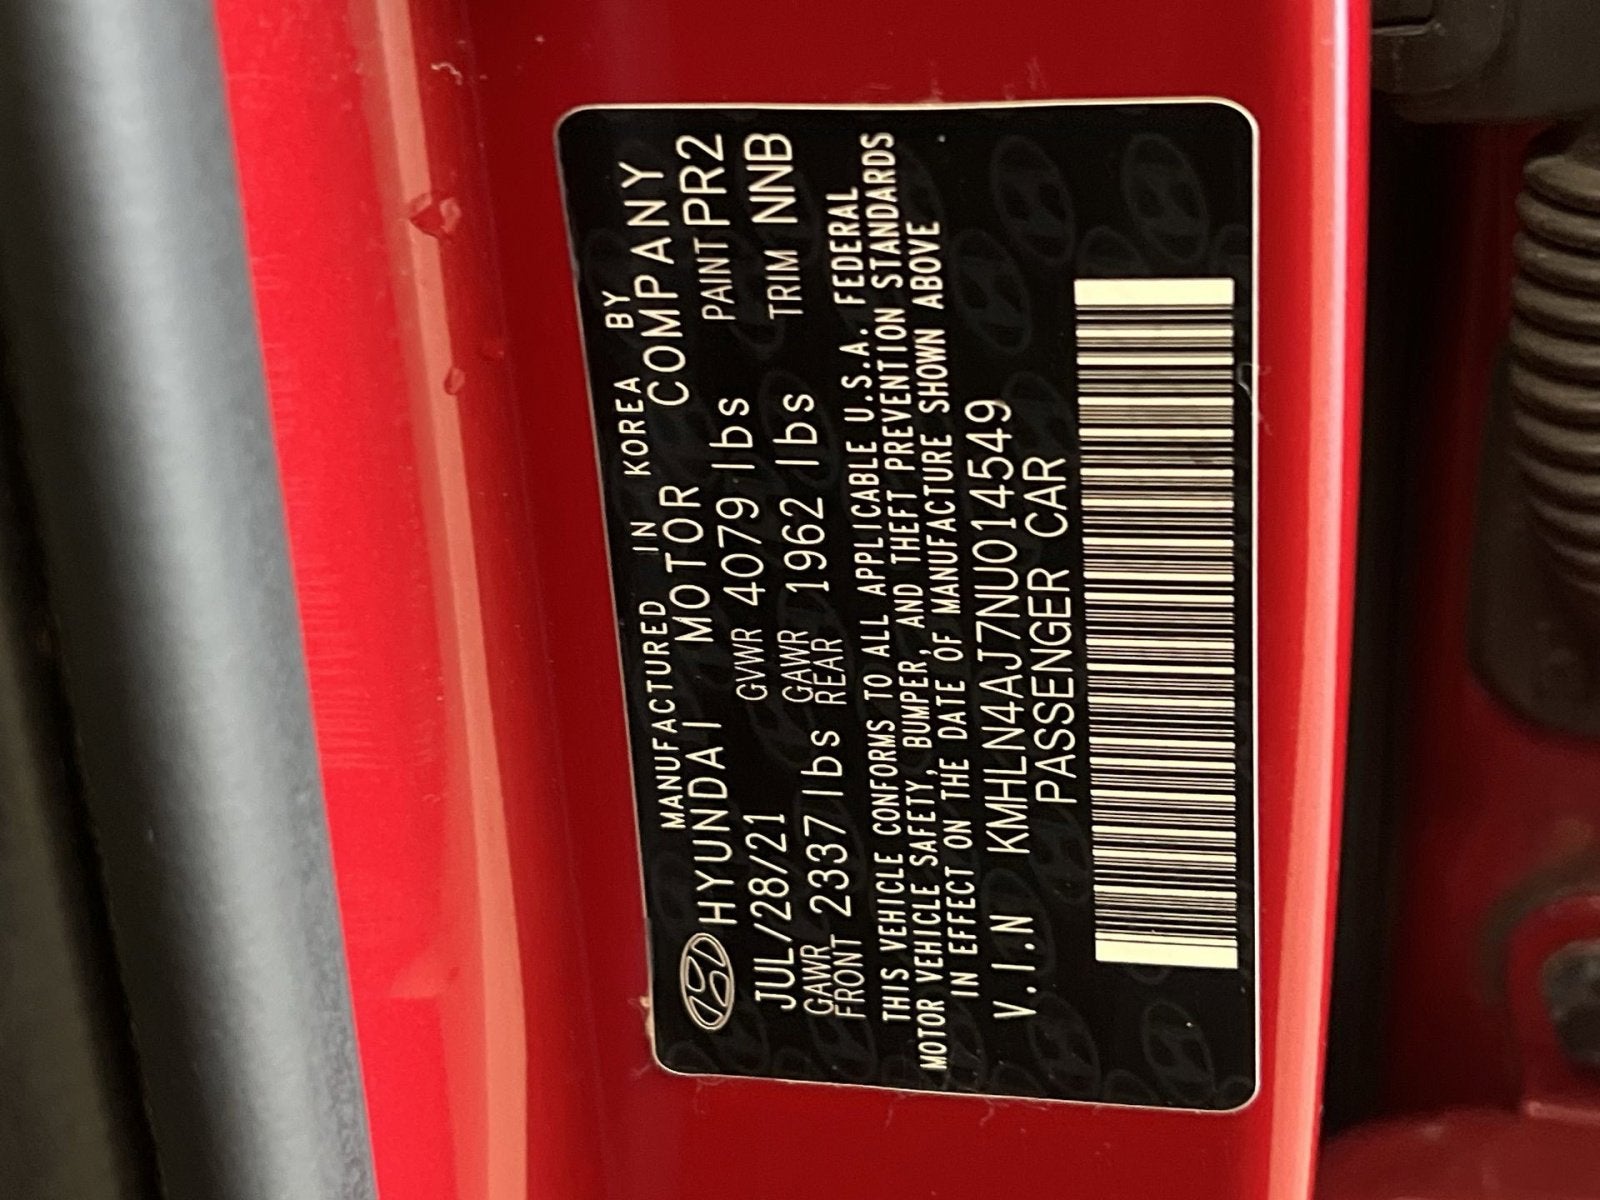 MANUFACTURED IN KOREA BY
HYUNDAI MOTOR COMPANY
JUL/28/21 GVWR 4079 lbs PAINT PR2
GAWR FRONT 2337 lbs GAWR REAR 1962 lbs TRIM NNB
THIS VEHICLE CONFORMS TO ALL APPLICABLE U.S.A. FEDERAL
MOTOR VEHICLE SAFETY, BUMPER, AND THEFT PREVENTION STANDARDS
IN EFFECT ON THE DATE OF MANUFACTURE SHOWN ABOVE
V.I.N KMHLN4AJ7NU014549
PASSENGER CAR